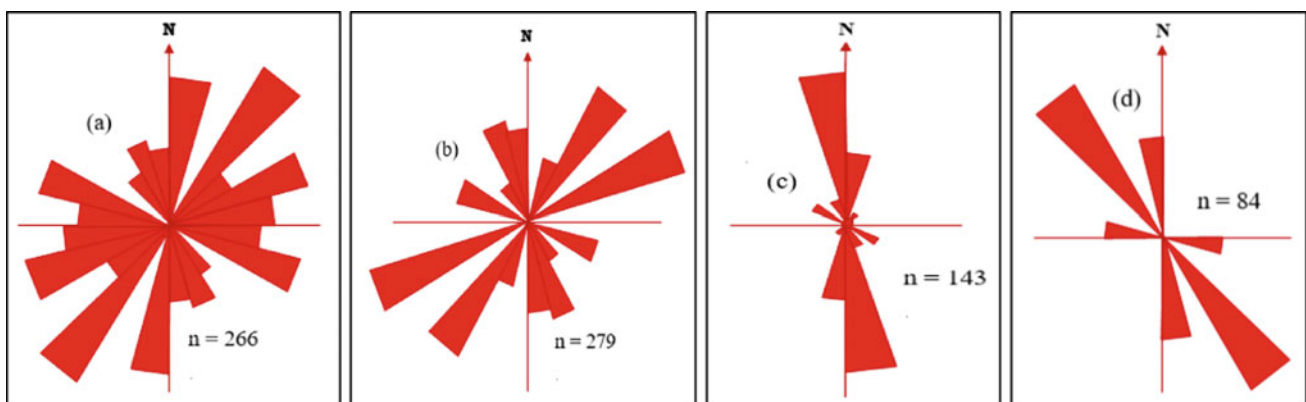 N
(a)
n = 266
N
(b)
n = 279
N
(c)
n = 143
N
(d)
n = 84